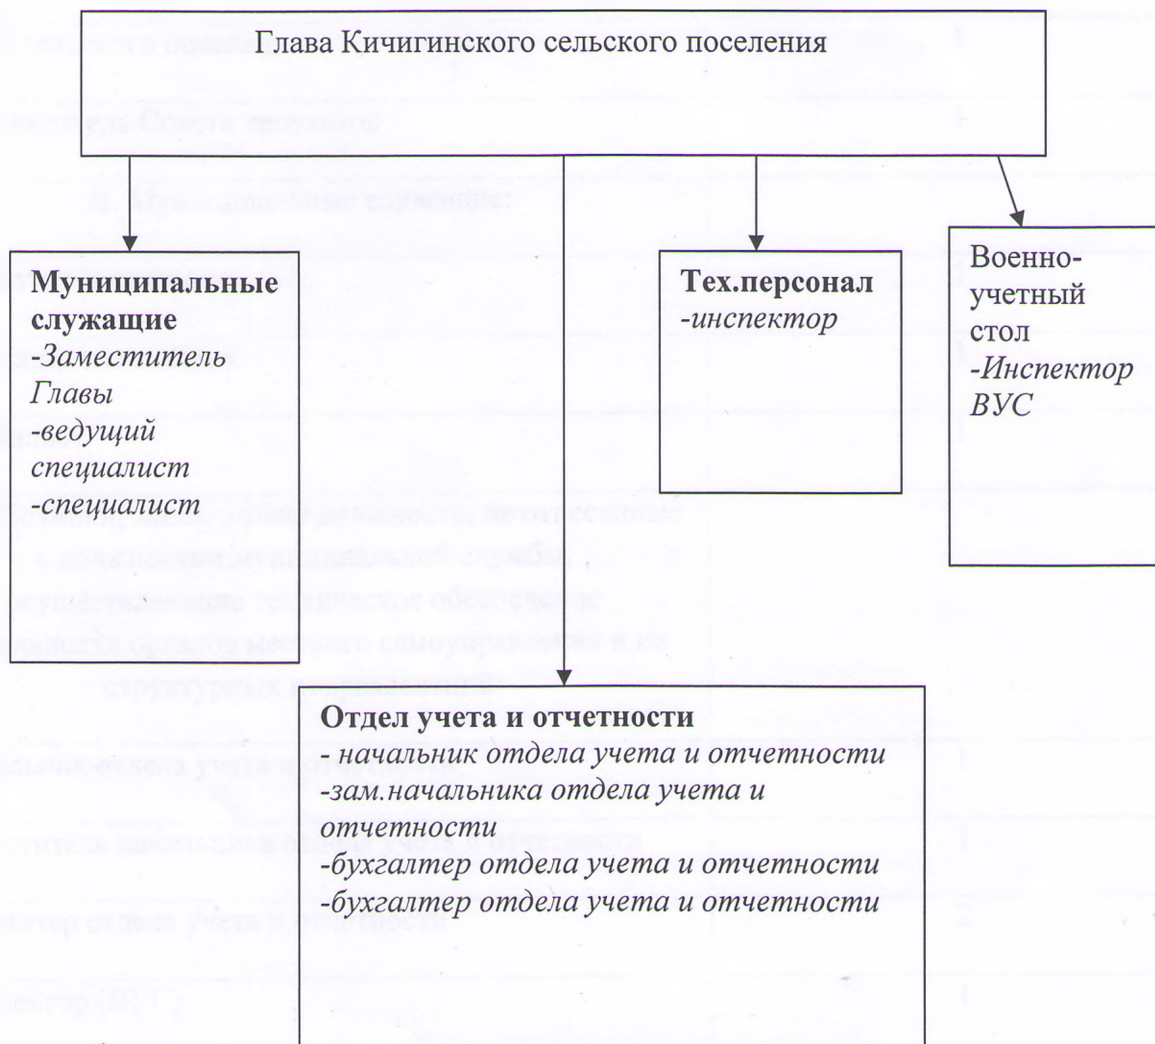 Глава Кичигинского сельского поселения
Муниципальные
служащие
-Заместитель
Главы
-ведущий
специалист
-специалист
Тех.персонал
-инспектор
Военно-
учетный
стол
-Инспектор
ВУС
Отдел учета и отчетности
- начальник отдела учета и отчетности
-зам.начальника отдела учета и
отчетности
-бухгалтер отдела учета и отчетности
-бухгалтер отдела учета и отчетности